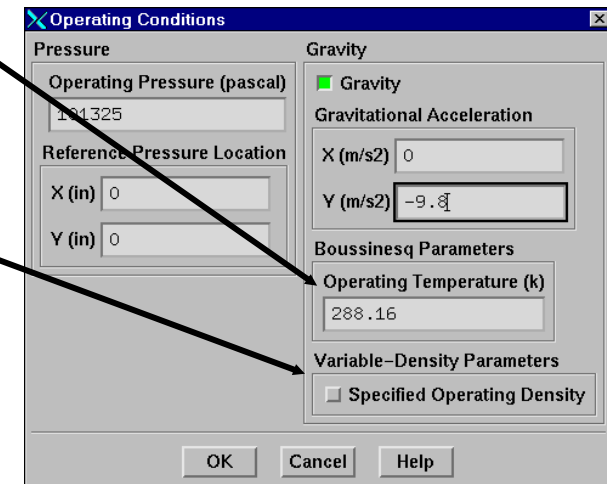 Operating Conditions
Pressure
Operating Pressure (pascal)
101325
Reference Pressure Location
X (in) 0
Y (in) 0
Gravity
Gravity
Gravitational Acceleration
X (m/s2) 0
Y (m/s2) -9.8
Boussinesq Parameters
Operating Temperature (k)
288.16
Variable-Density Parameters
Specified Operating Density
OK Cancel Help